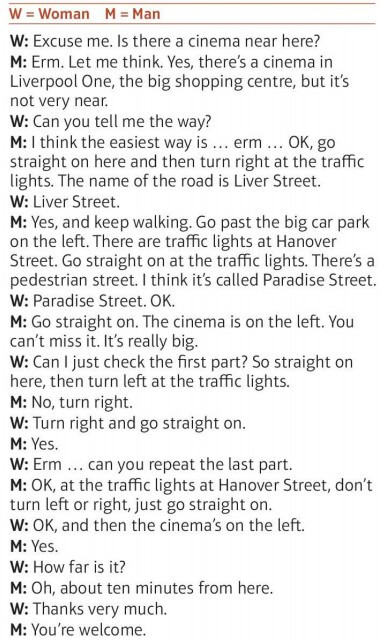 W = Woman M = Man
W: Excuse me. Is there a cinema near here?
M: Erm. Let me think. Yes, there's a cinema in
Liverpool One, the big shopping centre, but it's
not very near.
W: Can you tell me the way?
M: I think the easiest way is … erm … OK, go
straight on here and then turn right at the traffic
lights. The name of the road is Liver Street.
W: Liver Street.
M: Yes, and keep walking. Go past the big car park
on the left. There are traffic lights at Hanover
Street. Go straight on at the traffic lights. There's a
pedestrian street. I think it's called Paradise Street.
W: Paradise Street. OK.
M: Go straight on. The cinema is on the left. You
can't miss it. It's really big.
W: Can I just check the first part? So straight on
here, then turn left at the traffic lights.
M: No, turn right.
W: Turn right and go straight on.
M: Yes.
W: Erm … can you repeat the last part.
M: OK, at the traffic lights at Hanover Street, don't
turn left or right, just go straight on.
W: OK, and then the cinema's on the left.
M: Yes.
W: How far is it?
M: Oh, about ten minutes from here.
W: Thanks very much.
M: You're welcome.